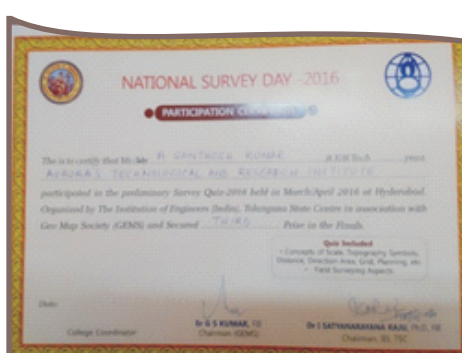 NATIONAL SURVEY DAY -2016
PARTICIPATION
This is to certify that Mr./Ms. A SANTHOSH KUMAR year
AURORA'S TECHNOLOGICAL AND RESEARCH INSTITUTE
participated in the preliminary Survey Quiz-2016 held in March/April 2016 at Hyderabad.
Organized by The Institution of Engineers [India], Telangana State Centre in association with
Geo Map Society (GEMS) and Secured THIRD Prize in the Finals.
Quiz Included
• Concepts of Scale, Topography Symbols,
Distance, Direction Area, Grid, Planning, etc
• Field Surveying Aspects.
Date:
College Coordinator
Dr G S KUMAR, FIE
Chairman (GEMS)
Dr I SATYANARAYANA RAJU, Ph.D, FIE
Chairman, IEI, TSC